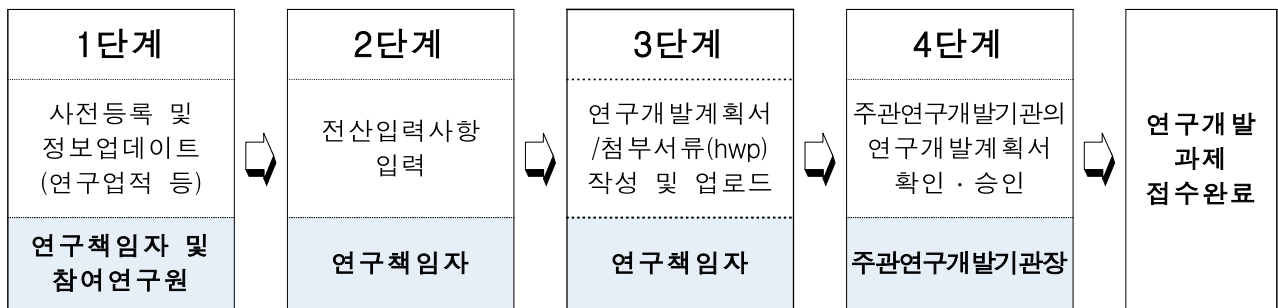 1단계
사전등록 및
정보업데이트
(연구업적 등)
연구책임자 및
참여연구원
2단계
전산입력사항
입력
연구책임자
3단계
연구개발계획서
/첨부서류(hwp)
작성 및 업로드
연구책임자
4단계
주관연구개발기관의
연구개발계획서
확인 · 승인
주관연구개발기관장
연구개발
과제
접수완료